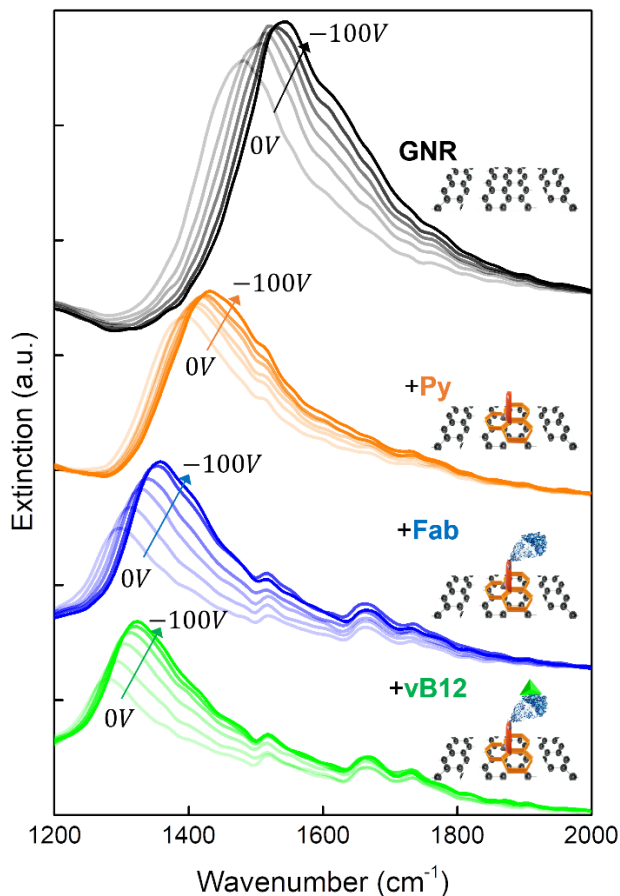 −100V
0V
GNR
−100V
0V
+Py
−100V
0V
+Fab
−100V
0V
+vB12
Extinction (a.u.)
1200 1400 1600 1800 2000
Wavenumber (cm⁻¹)